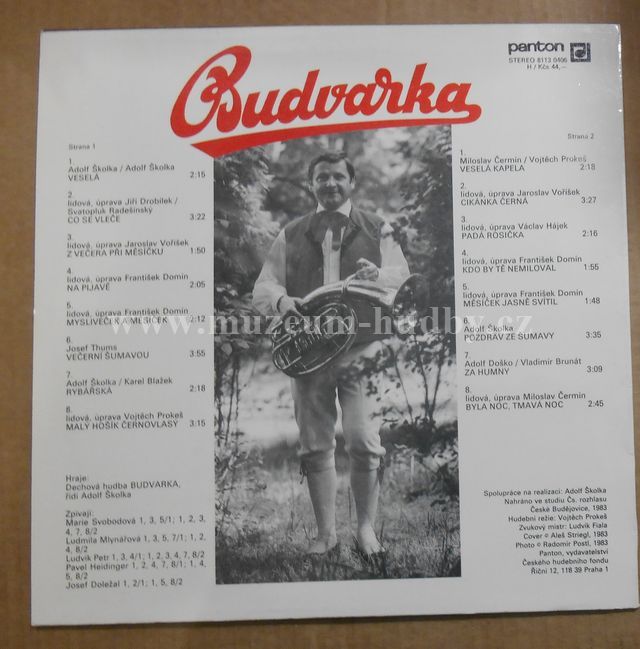 Budvarka
panton
STEREO 8113 0406
H / Kčs 44,—
Strana 1
1.
Adolf Školka / Adolf Školka
VESELÁ 2:15
2.
lidová, úprava Jiří Drobílek /
Svatopluk Radešínský
CO SE VLEČE 3:22
3.
lidová, úprava Jaroslav Voříšek
Z VEČERA PŘI MĚSÍČKU 1:50
4.
lidová, úprava František Domin
NA PIJAVĚ 2:05
5.
lidová, úprava František Domin
MYSLIVEČEK A MĚSÍČEK 2:12
6.
Josef Thums
VEČERNÍ ŠUMAVOU 3:55
7.
Adolf Školka / Karel Blažek
RYBÁŘSKÁ 2:18
8.
lidová, úprava Vojtěch Prokeš
MALÝ HOŠÍK ČERNOVLASÝ 3:15
Hraje:
Dechová hudba BUDVARKA,
řídí Adolf Školka
Zpívají:
Marie Svobodová 1, 3, 5/1; 1, 2, 3,
4, 7, 8/2
Ludmila Mlynářová 1, 3, 5, 7/1; 1, 2,
4, 8/2
Ludvík Petr 1, 3, 4/1; 1, 2, 3, 4, 7, 8/2
Pavel Heidinger 1, 2, 4, 7, 8/1; 1, 4,
5, 8/2
Josef Doležal 1, 2/1; 1, 5, 8/2
Strana 2
1.
Miloslav Čermín / Vojtěch Prokeš
VESELÁ KAPELA 2:18
2.
lidová, úprava Jaroslav Voříšek
CIKÁNKA ČERNÁ 3:27
3.
lidová, úprava Václav Hájek
PADÁ ROSIČKA 2:16
4.
lidová, úprava František Domin
KDO BY TĚ NEMILOVAL 1:55
5.
lidová, úprava František Domin
MĚSÍČEK JASNĚ SVÍTIL 1:48
6.
Adolf Školka
POZDRAV ZE ŠUMAVY 3:35
7.
Adolf Doško / Vladimír Brunát
ZA HUMNY 3:09
8.
lidová, úprava Miloslav Čermín
BYLA NOC, TMAVÁ NOC 2:45
Spolupráce na realizaci: Adolf Školka
Nahráno ve studiu Čs. rozhlasu
České Budějovice, 1983
Hudební režie: Vojtěch Prokeš
Zvukový mistr: Ludvík Fiala
Cover © Aleš Striegl, 1983
Photo © Radomír Postl, 1983
Panton, vydavatelství
Českého hudebního fondu
Říční 12, 118 39 Praha 1
www.muzeum-hudby.cz